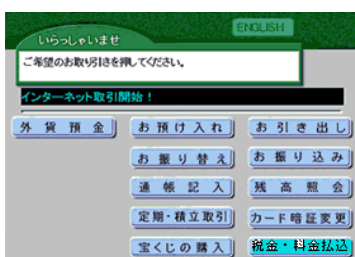 ENGLISH
いらっしゃいませ
ご希望のお取り引きを押してください。
インターネット取引開始！
外貨預金 お預け入れ お引き出し
お振り替え お振り込み
通帳記入 残高照会
定期・積立取引 カード暗証変更
宝くじの購入 税金・料金払込